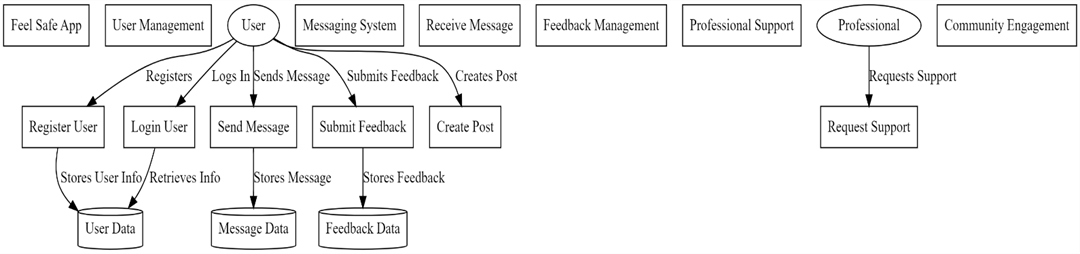 Feel Safe App
User Management
User
Messaging System
Receive Message
Feedback Management
Professional Support
Professional
Community Engagement
Registers
Logs In
Sends Message
Submits Feedback
Creates Post
Requests Support
Register User
Login User
Send Message
Submit Feedback
Create Post
Request Support
Stores User Info
Retrieves Info
Stores Message
Stores Feedback
User Data
Message Data
Feedback Data